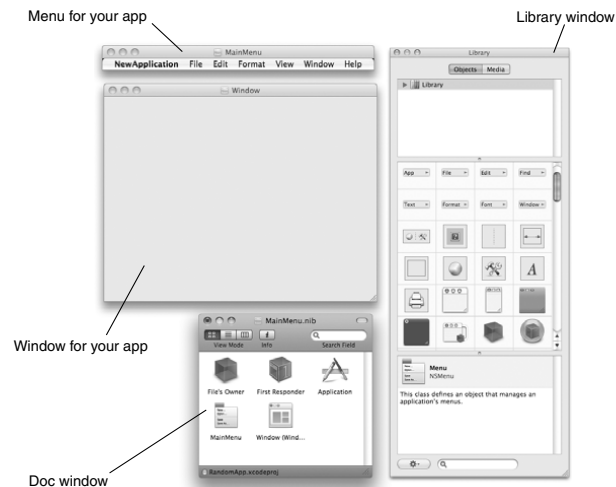 Menu for your app
Library window
MainMenu
NewApplication File Edit Format View Window Help
Window
Library
Objects Media
Library
App File Edit Find
Text Format Font Window
A
Window for your app
MainMenu.nib
View Mode Info Search Field
File's Owner First Responder Application
MainMenu Window (Wind...
RandomApp.xcodeproj
Menu
NSMenu
This class defines an object that manages an
application's menus.
Doc window